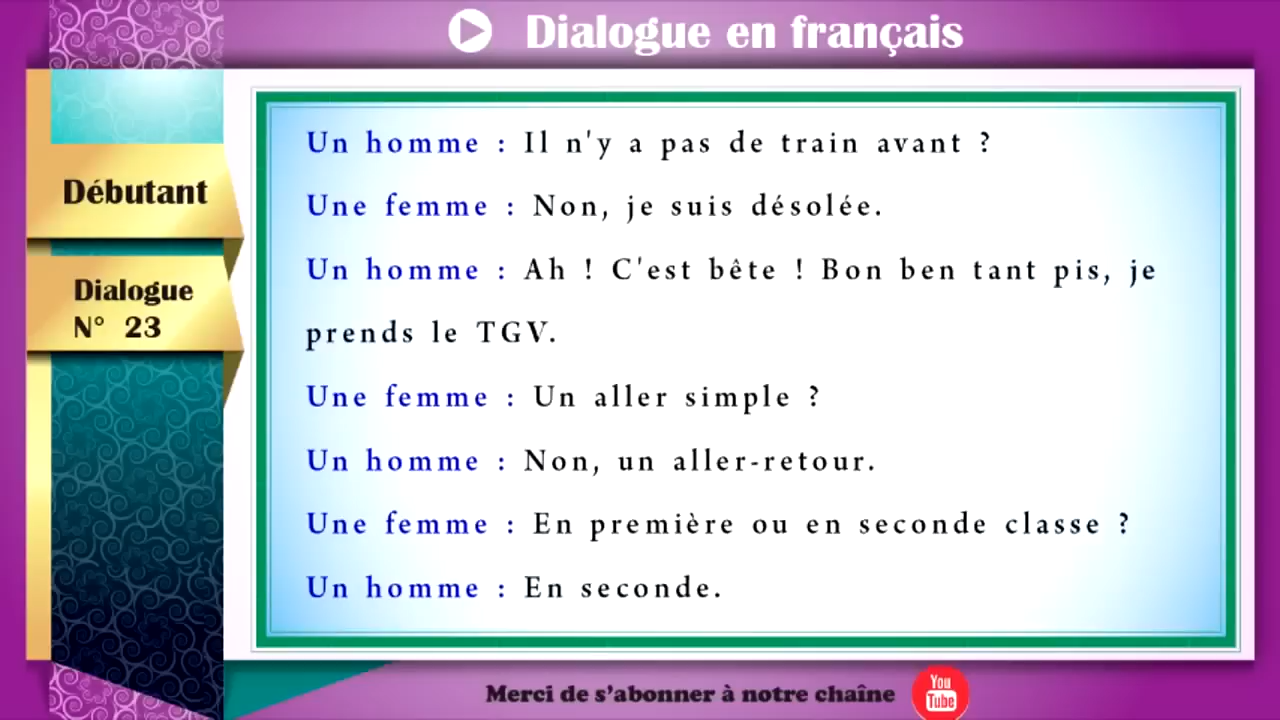 Dialogue en français
Débutant
Dialogue
N° 23
Un homme : Il n'y a pas de train avant ?
Une femme : Non, je suis désolée.
Un homme : Ah ! C'est bête ! Bon ben tant pis, je
prends le TGV.
Une femme : Un aller simple ?
Un homme : Non, un aller-retour.
Une femme : En première ou en seconde classe ?
Un homme : En seconde.
Merci de s'abonner à notre chaîne
You
Tube